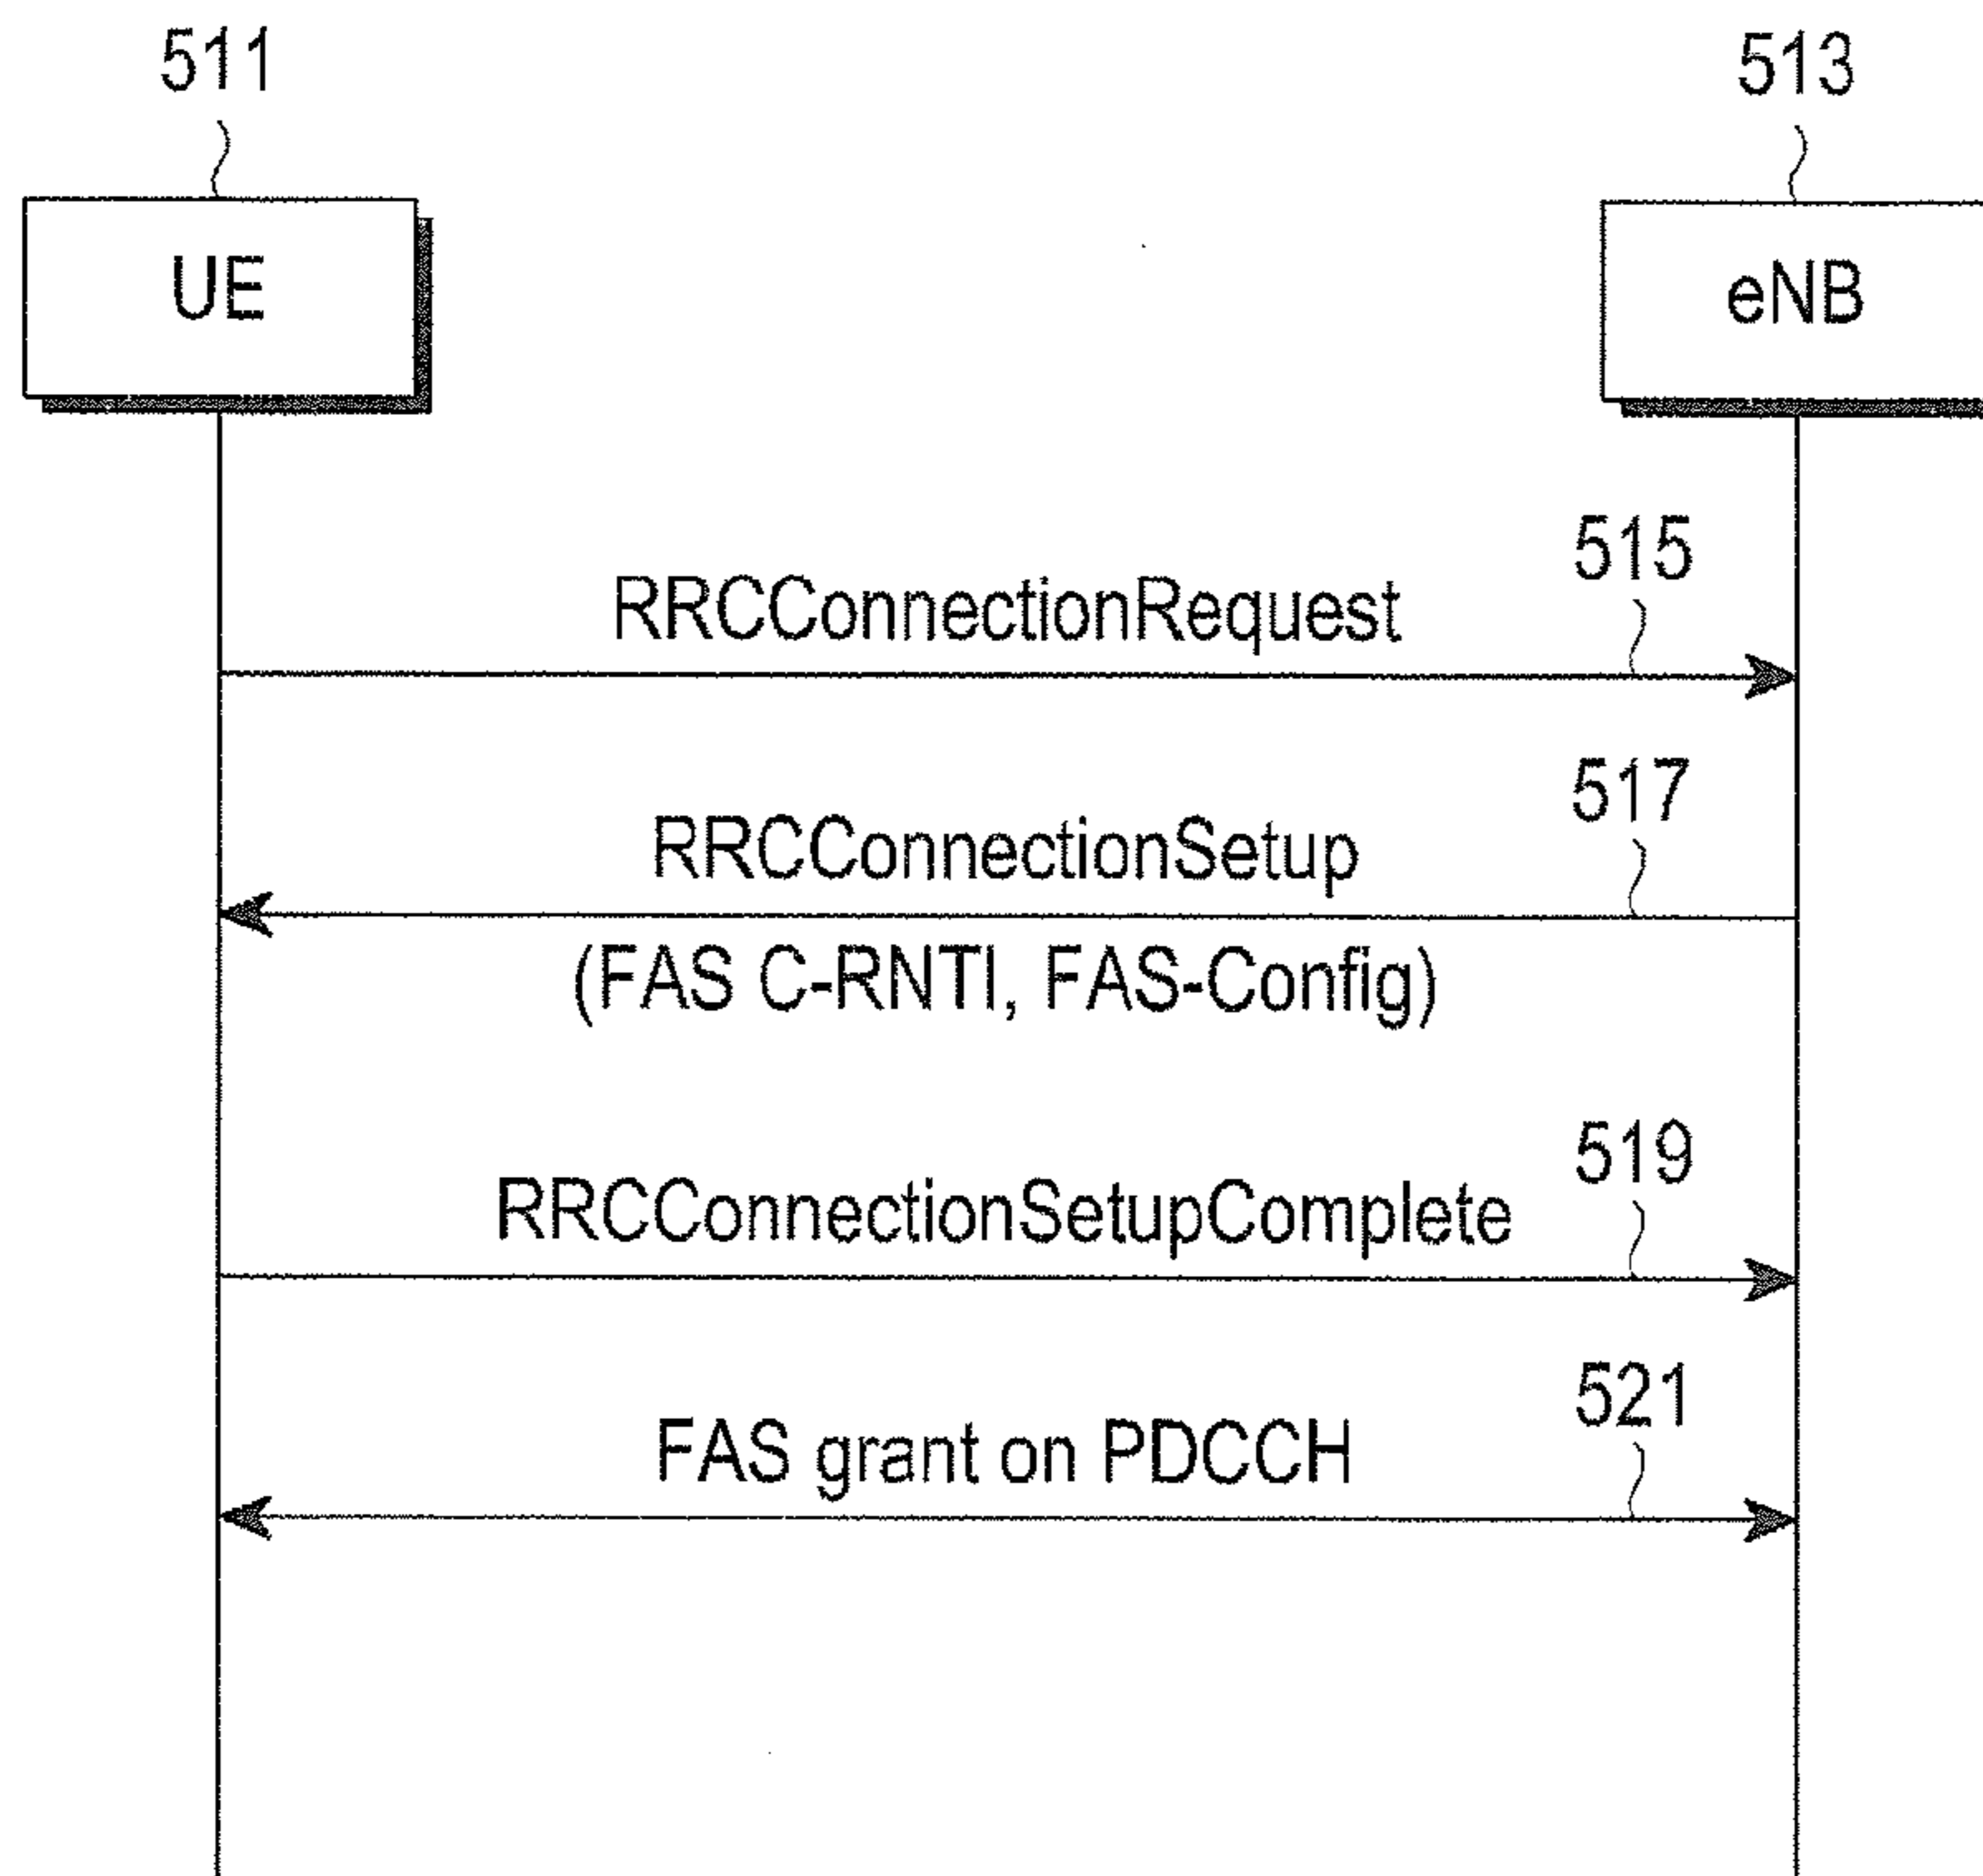 511
513
UE
eNB
515
RRCConnectionRequest
517
RRCConnectionSetup
(FAS C-RNTI, FAS-Config)
519
RRCConnectionSetupComplete
521
FAS grant on PDCCH